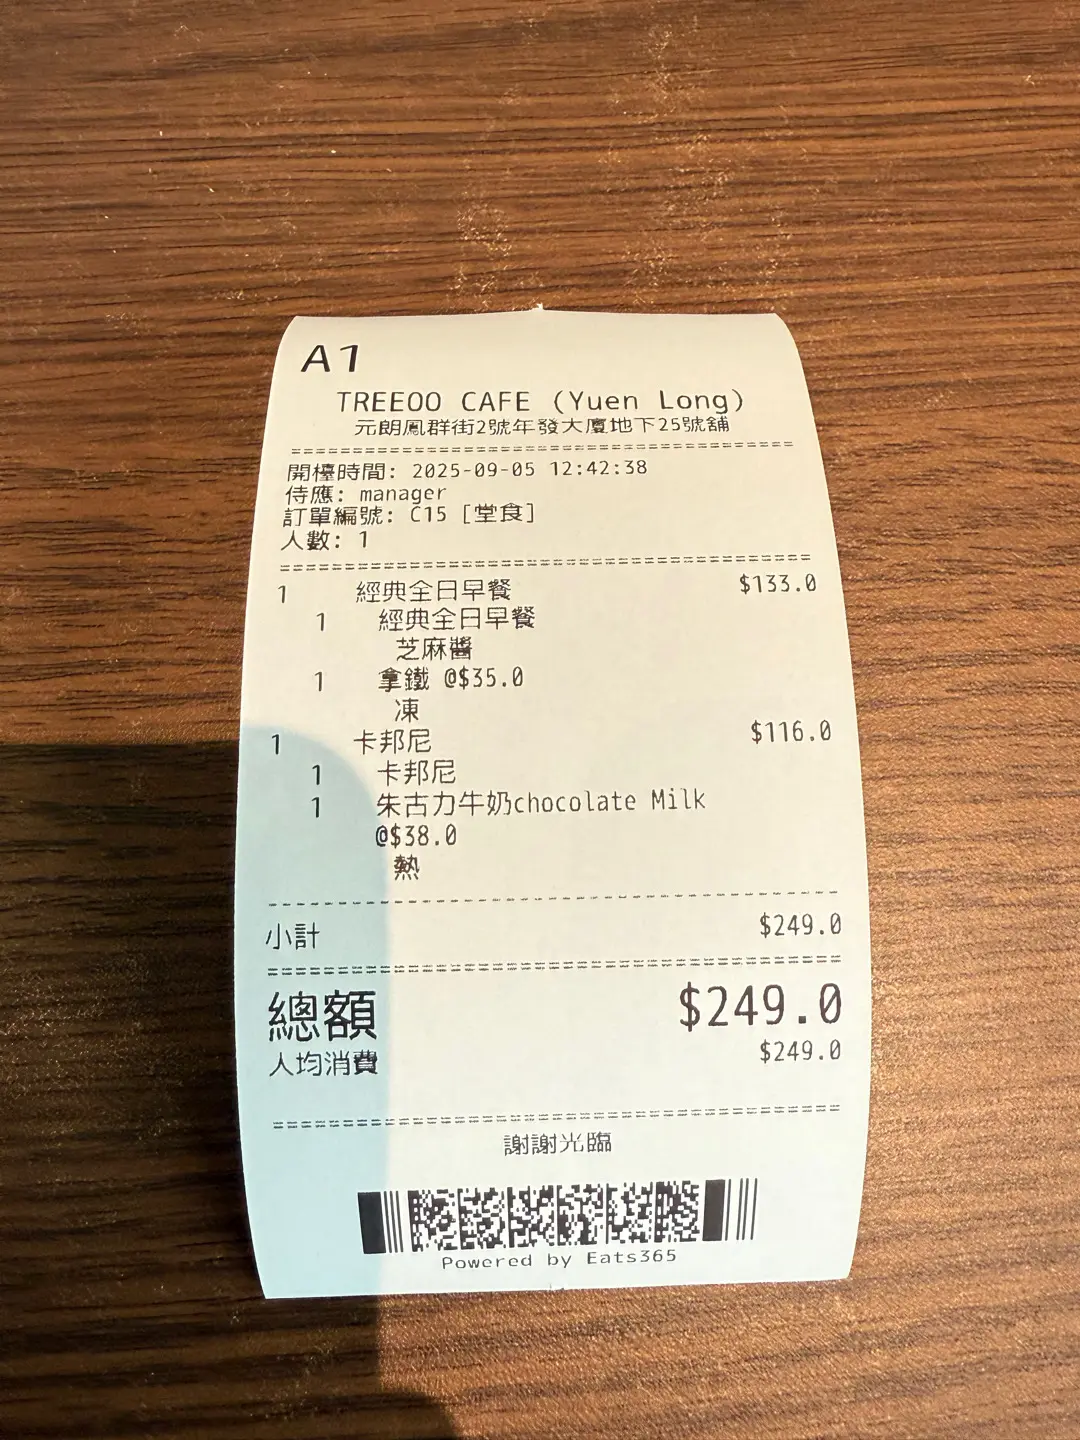 A1
TREEOO CAFE (Yuen Long)
元朗鳳群街2號年發大廈地下25號舖
開檯時間: 2025-09-05 12:42:38
侍應: manager
訂單編號: C15 [堂食]
人數: 1
1 經典全日早餐 $133.0
1 經典全日早餐
芝麻醬
1 拿鐵 @$35.0
凍
1 卡邦尼 $116.0
1 卡邦尼
1 朱古力牛奶chocolate Milk
@$38.0
熱
小計 $249.0
總額 $249.0
人均消費 $249.0
謝謝光臨
Powered by Eats365